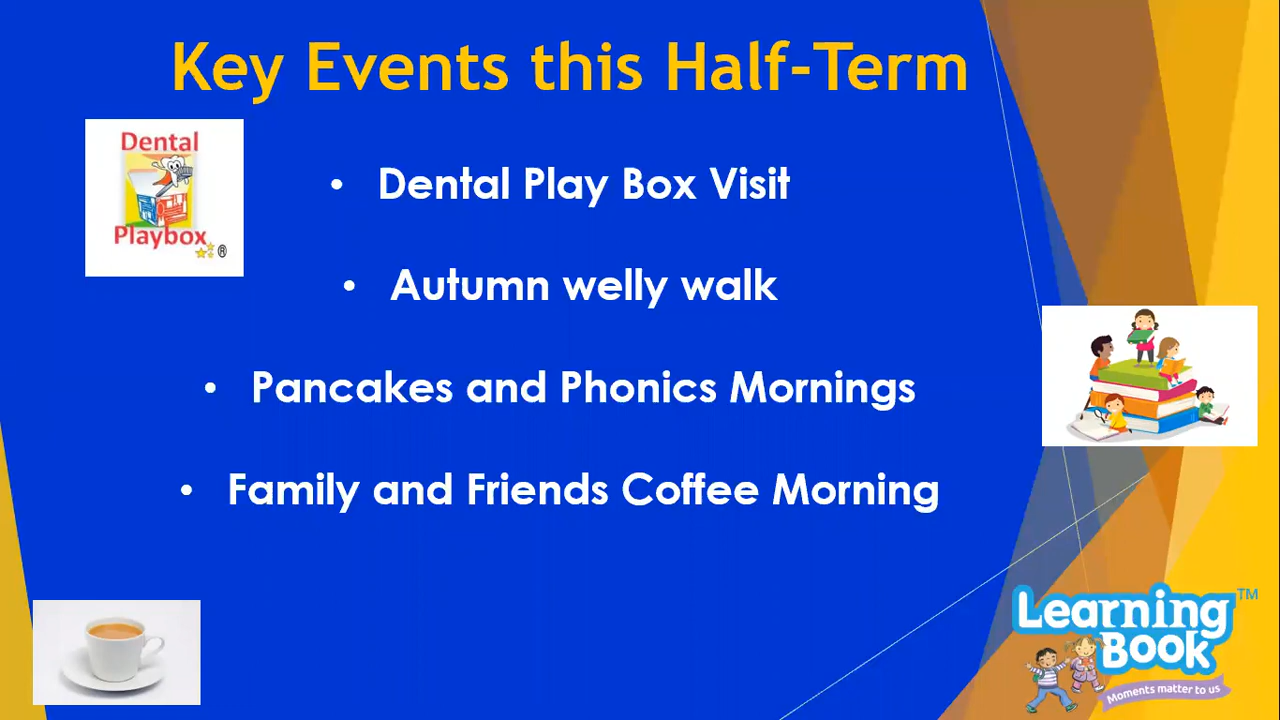 Key Events this Half-Term
Dental
Playbox ®
• Dental Play Box Visit
• Autumn welly walk
• Pancakes and Phonics Mornings
• Family and Friends Coffee Morning
Learning TM
Book
Moments matter to us